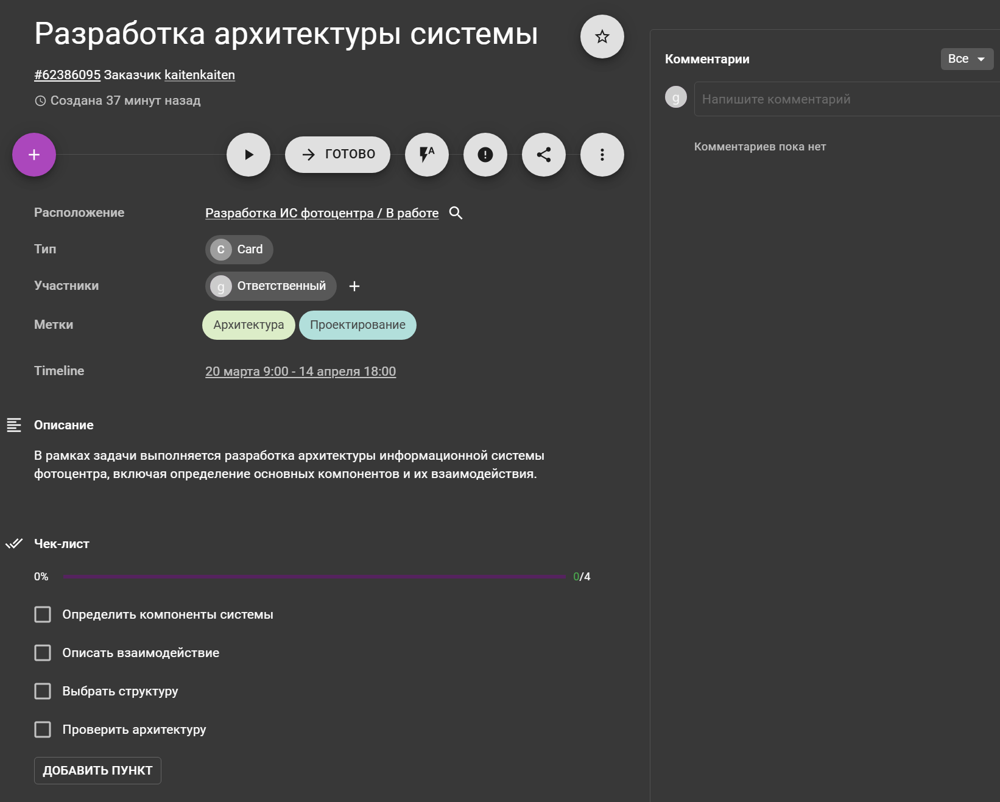 Разработка архитектуры системы
#62386095 Заказчик kaitenkaiten
Создана 37 минут назад
ГОТОВО
A
Расположение
Разработка ИС фотоцентра / В работе
Тип
C Card
Участники
g Ответственный
Метки
Архитектура Проектирование
Timeline
20 марта 9:00 - 14 апреля 18:00
Описание
В рамках задачи выполняется разработка архитектуры информационной системы
фотоцентра, включая определение основных компонентов и их взаимодействия.
Чек-лист
0% 0/4
Определить компоненты системы
Описать взаимодействие
Выбрать структуру
Проверить архитектуру
ДОБАВИТЬ ПУНКТ
Комментарии
Все
g
Напишите комментарий
Комментариев пока нет